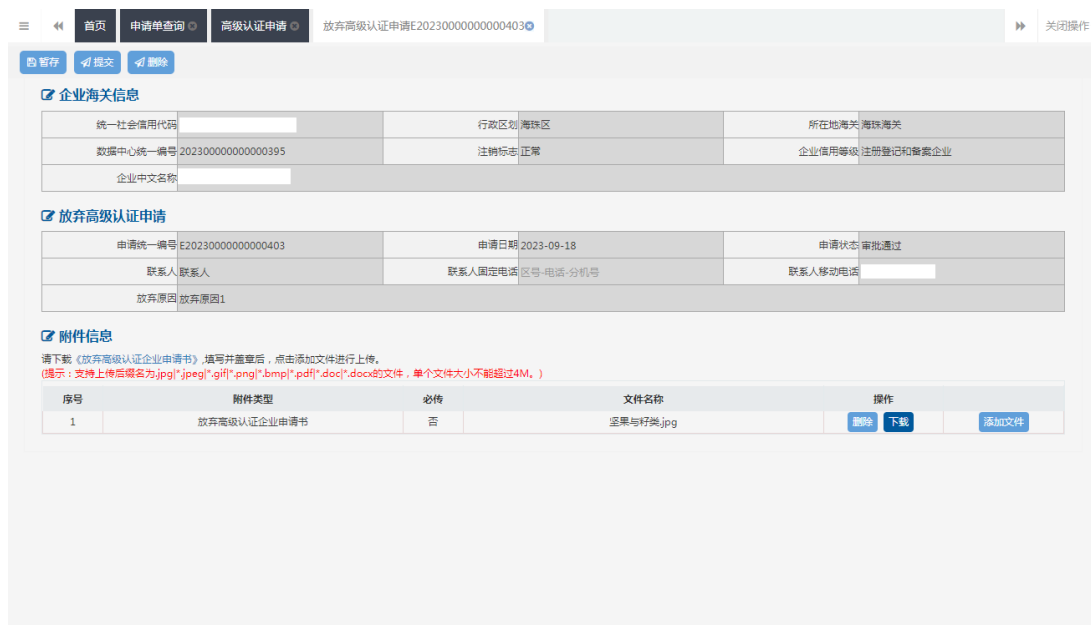 首页 申请单查询 高级认证申请 放弃高级认证申请E20230000000000403 关闭操作
暂存 提交 删除
企业海关信息
统一社会信用代码 行政区划 海珠区 所在地海关 海珠海关
数据中心统一编号 202300000000000395 注销标志 正常 企业信用等级 注册登记和备案企业
企业中文名称
放弃高级认证申请
申请统一编号 E20230000000000403 申请日期 2023-09-18 申请状态 审批通过
联系人 联系人 联系人固定电话 区号-电话-分机号 联系人移动电话
放弃原因 放弃原因1
附件信息
请下载《放弃高级认证企业申请书》,填写并盖章后，点击添加文件进行上传。
(提示：支持上传后缀名为.jpg|*.jpeg|*.gif|*.png|*.bmp|*.pdf|*.doc|*.docx的文件，单个文件大小不能超过4M。)
序号 附件类型 必传 文件名称 操作
1 放弃高级认证企业申请书 否 坚果与籽类.jpg 删除 下载 添加文件